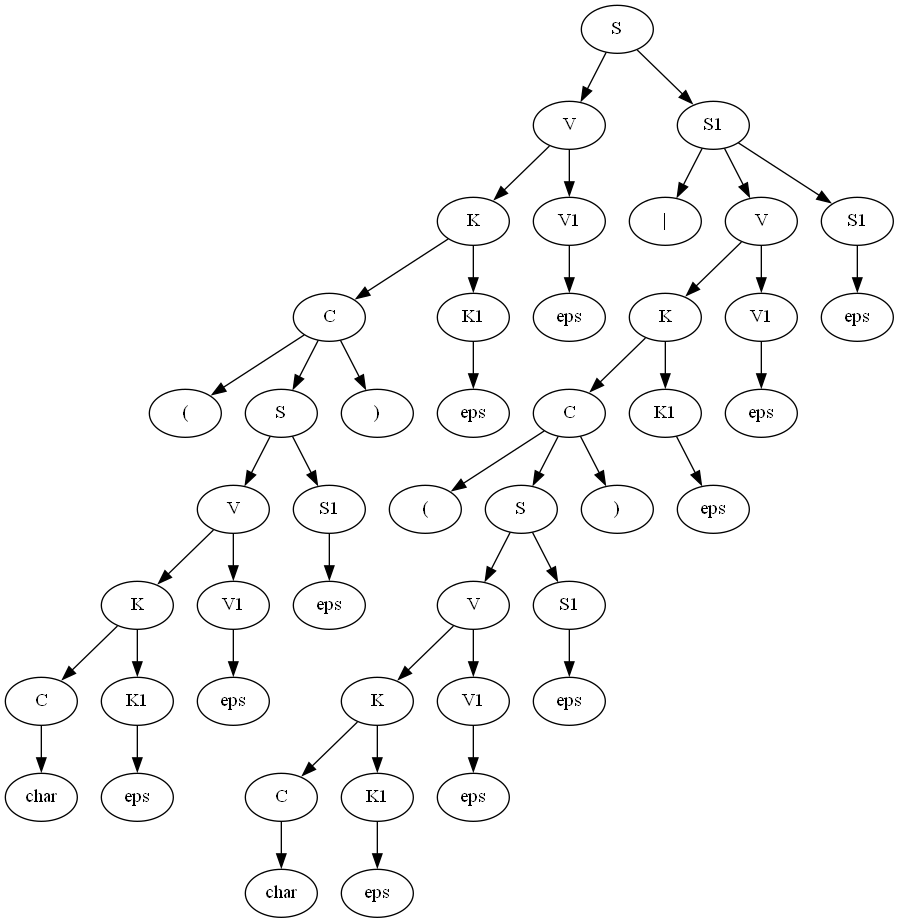 S
V S1
K V1 | V S1
C K1 eps K V1 eps
( S ) eps C K1 eps
V S1 ( S ) eps
K V1 eps V S1
C K1 eps K V1 eps
char eps C K1 eps
char eps